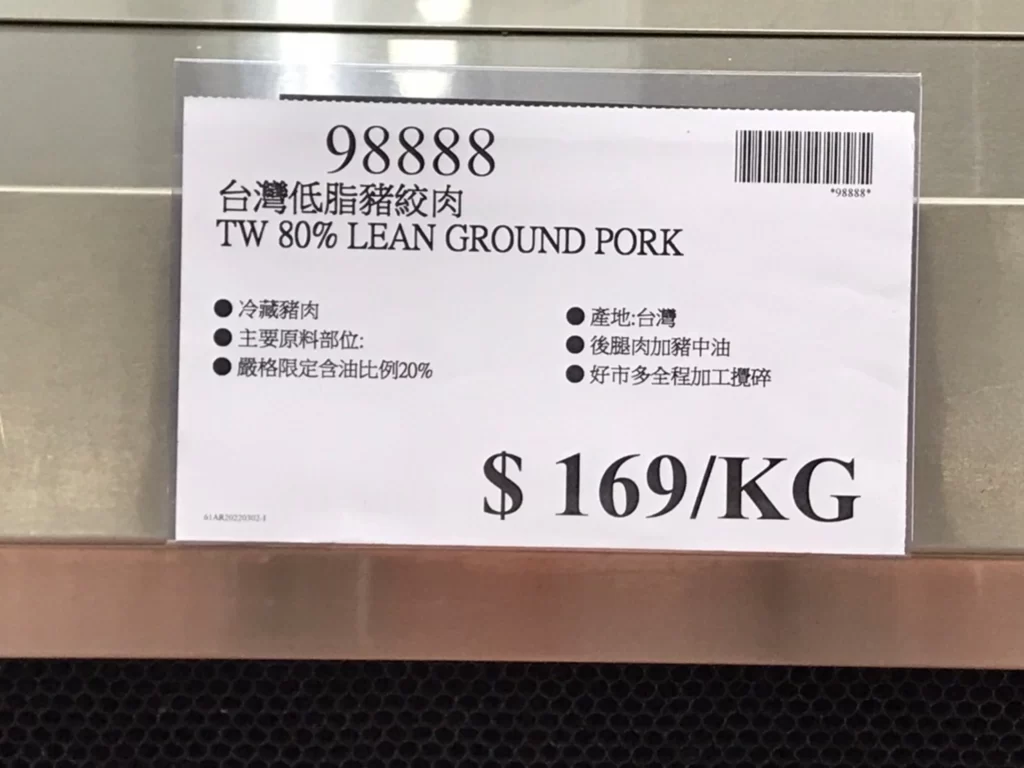 98888
*98888*
台灣低脂豬絞肉
TW 80% LEAN GROUND PORK
● 冷藏豬肉
● 產地:台灣
● 主要原料部位:
● 後腿肉加豬中油
● 嚴格限定含油比例20%
● 好市多全程加工攪碎
$ 169/KG
61AR20220302-I